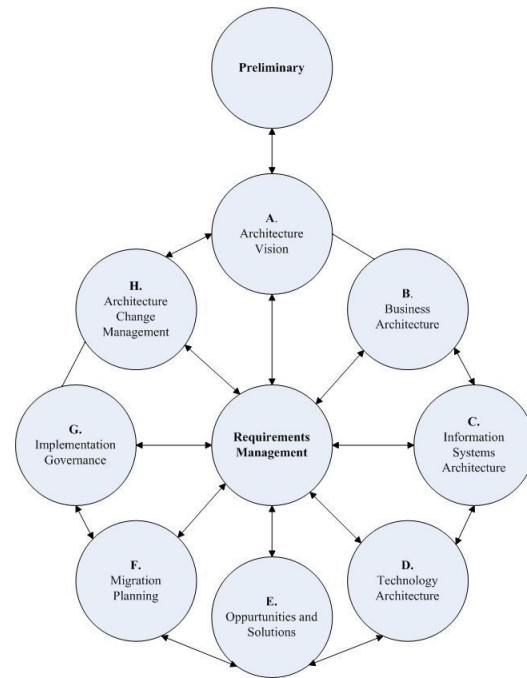 Preliminary
A.
Architecture
Vision
H.
Architecture
Change
Management
B.
Business
Architecture
G.
Implementation
Governance
Requirements
Management
C.
Information
Systems
Architecture
F.
Migration
Planning
E.
Oppurtunities and
Solutions
D.
Technology
Architecture